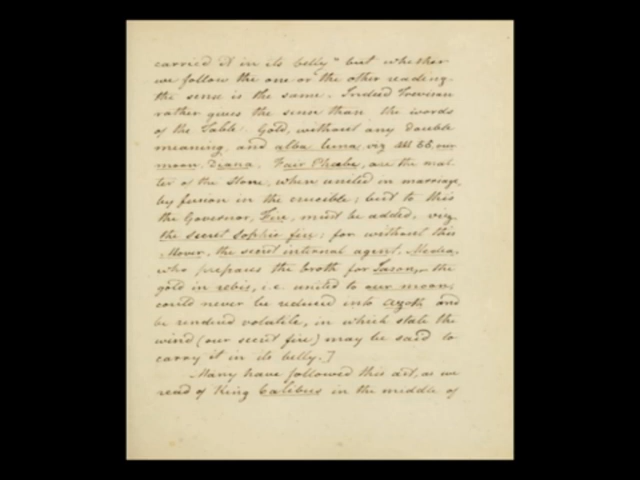 carried it in its belly" but whether
we follow the one or the other reading.
the sense is the same. Indeed Trevisan
rather gives the sense than the words
of the Table. Gold, without any double
meaning, and alba luna, viz our
moon, Diana, Fair Phœbe, are the mat-
ter of the Stone, when united in marriage,
by fusion in the crucible; but to this
the Governor, Fire, must be added, viz.
the secret sophic fire; for without this
Mover, the secret internal agent, Medea,
who prepares the broth for Jason, the
gold in rebis, i.e. united to our moon,
could never be reduced into Azoth and
be rendered volatile, in which state the
wind (our secret fire) may be said to
carry it in its belly.]
Many have followed this art, as we
read of King Calibeus in the middle of